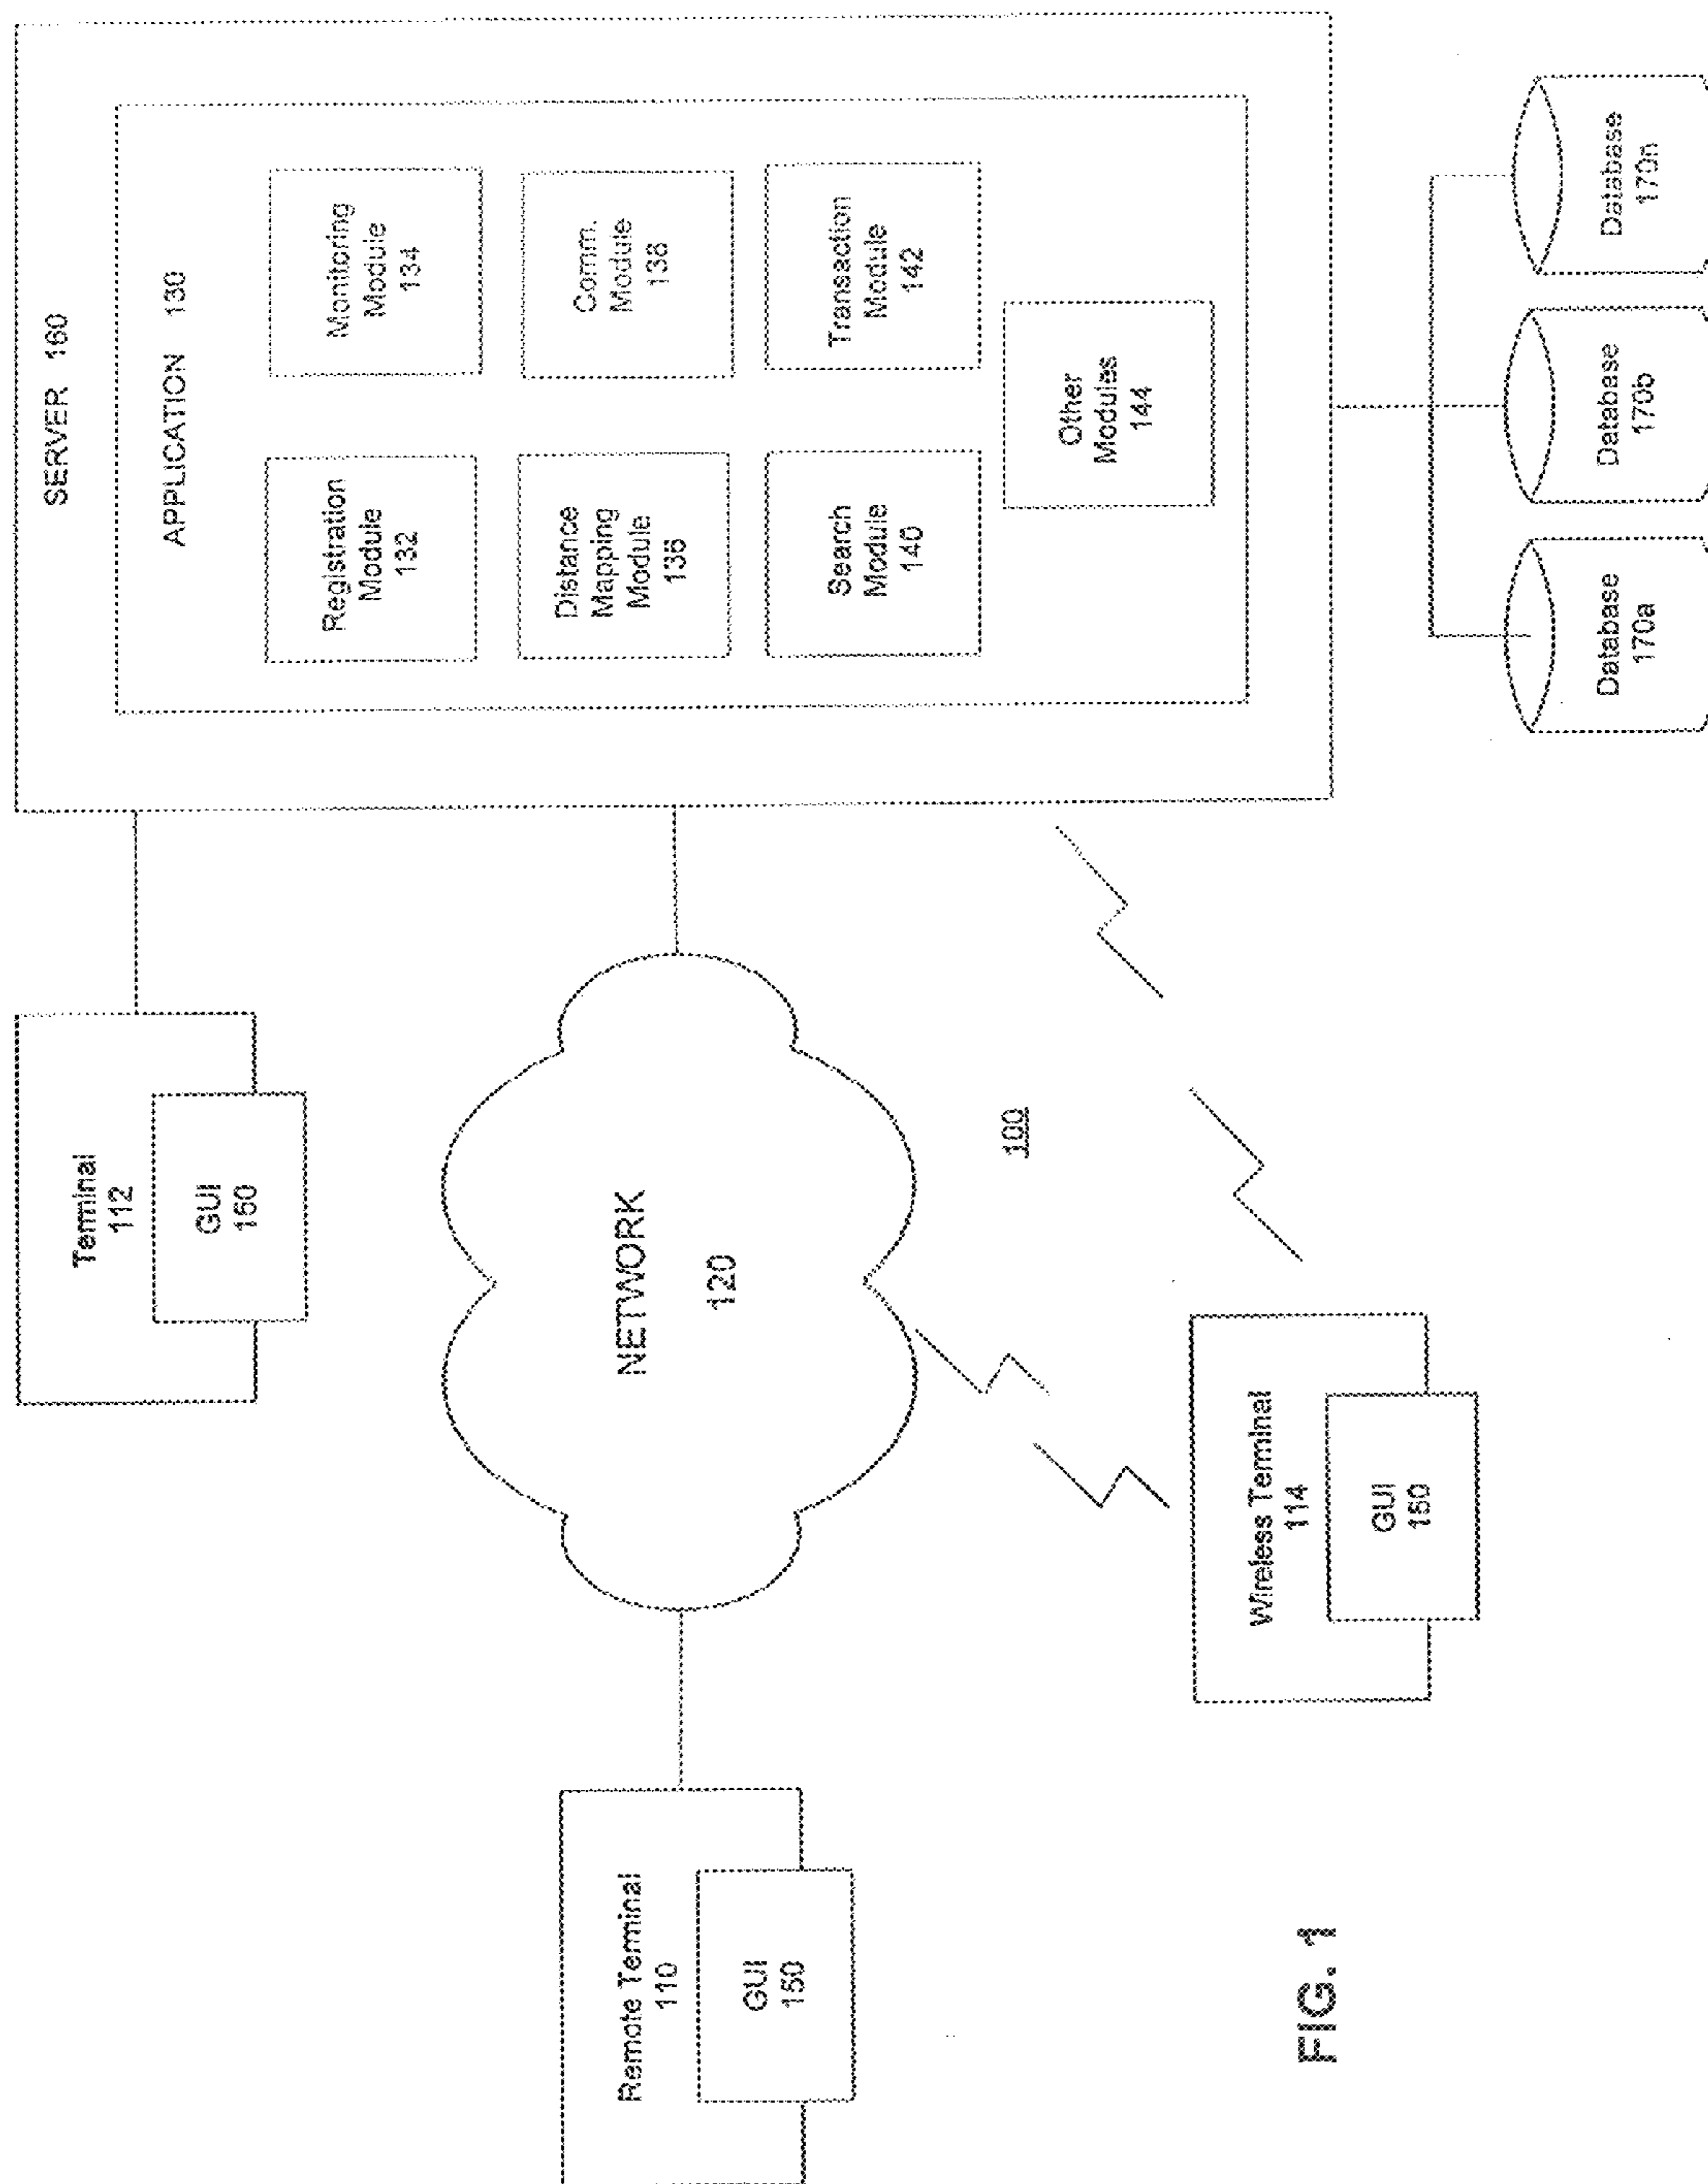 Terminal
112
GUI
150
SERVER 160
APPLICATION 130
Registration
Module
132
Monitoring
Module
134
Distance
Mapping
Module
136
Comm.
Module
138
Search
Module
140
Transaction
Module
142
Other
Modules
144
Remote Terminal
110
GUI
150
NETWORK
120
100
Wireless Terminal
114
GUI
150
Database
170a
Database
170b
Database
170n
FIG. 1